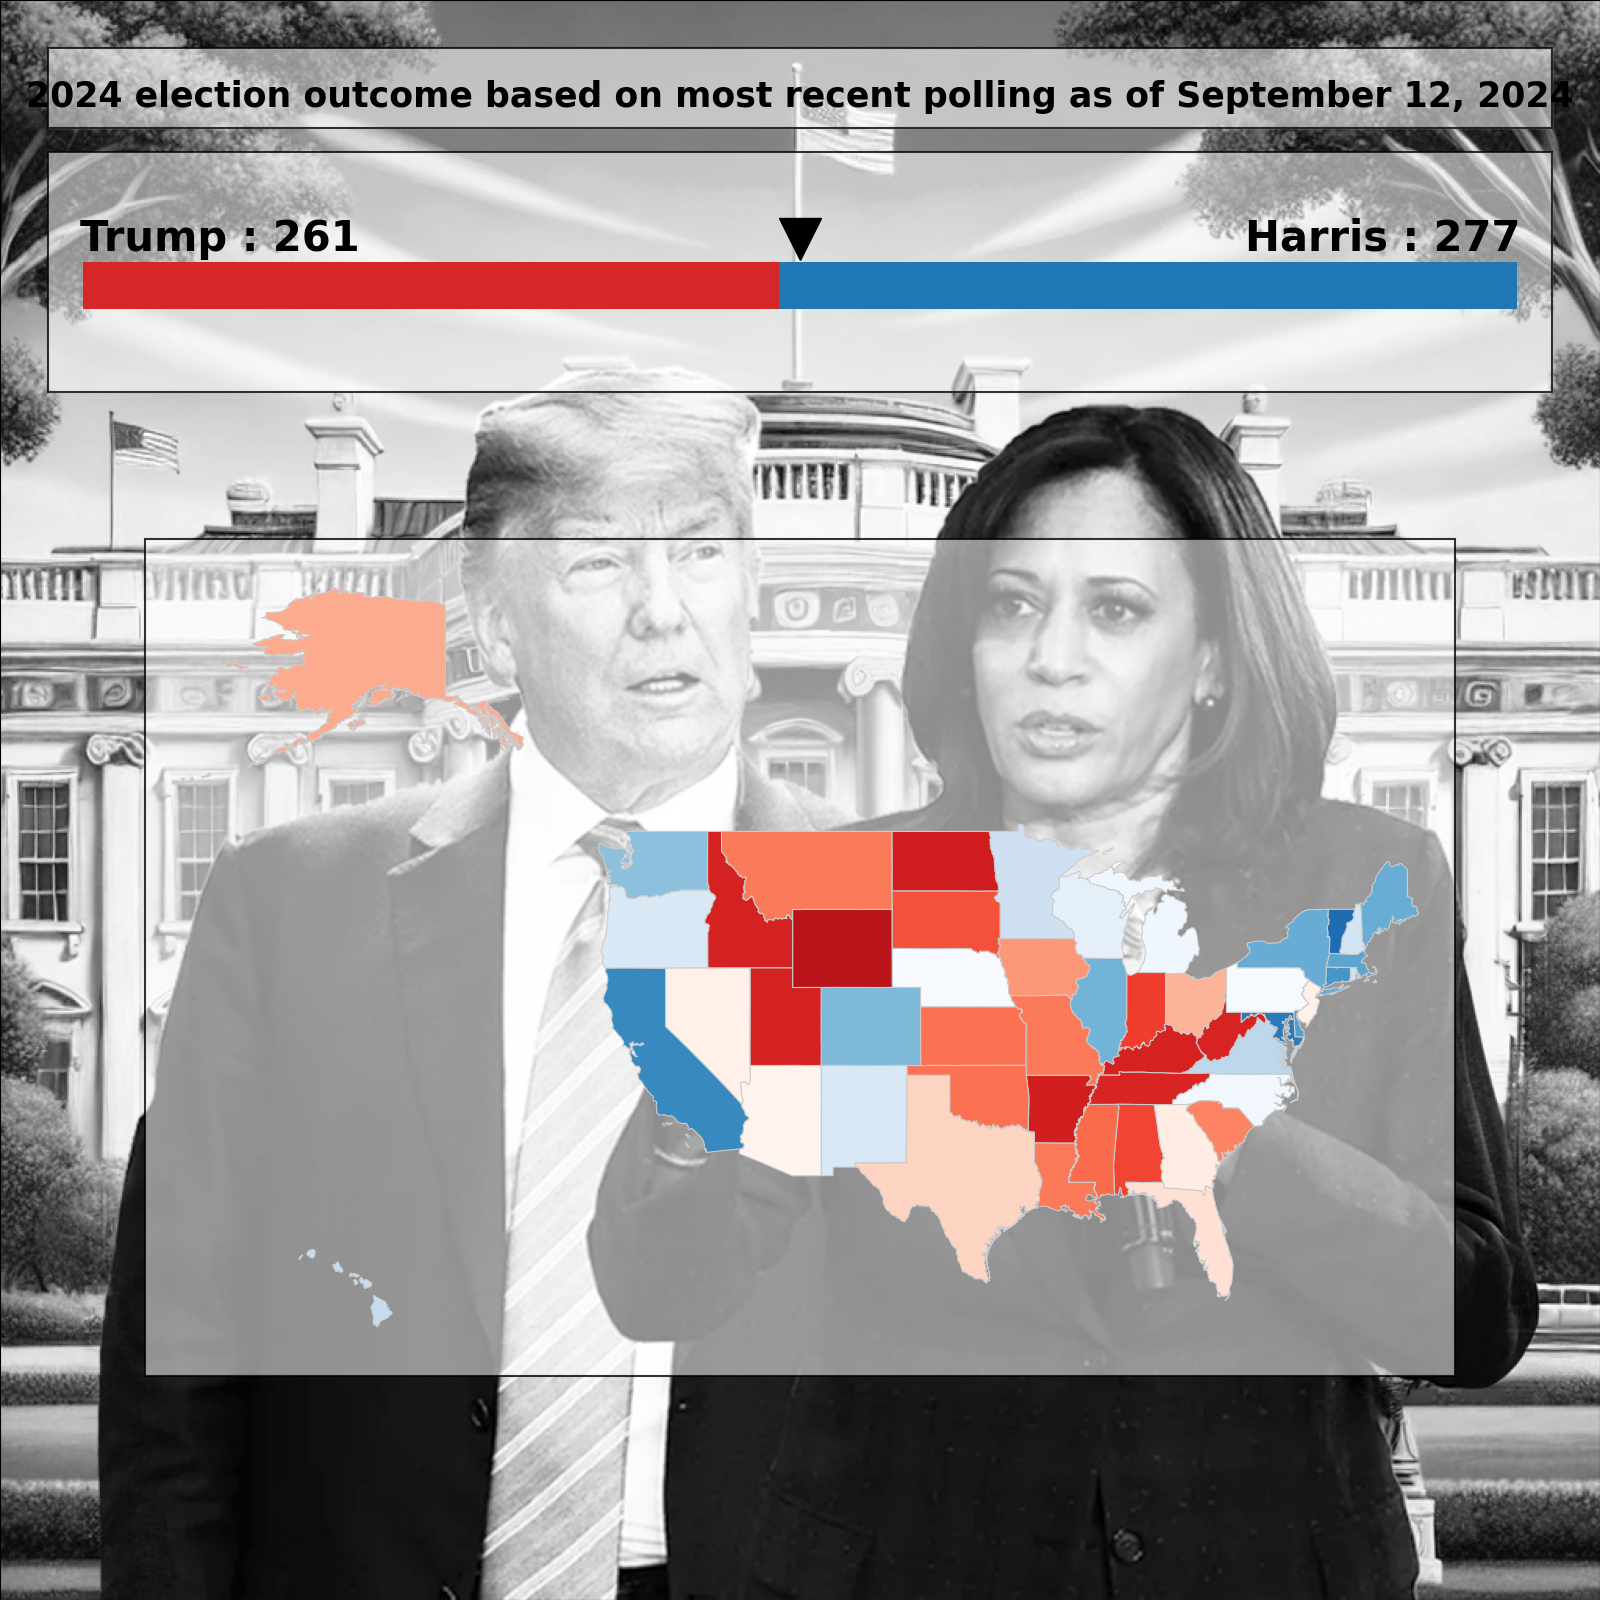 2024 election outcome based on most recent polling as of September 12, 2024
Trump : 261
Harris : 277